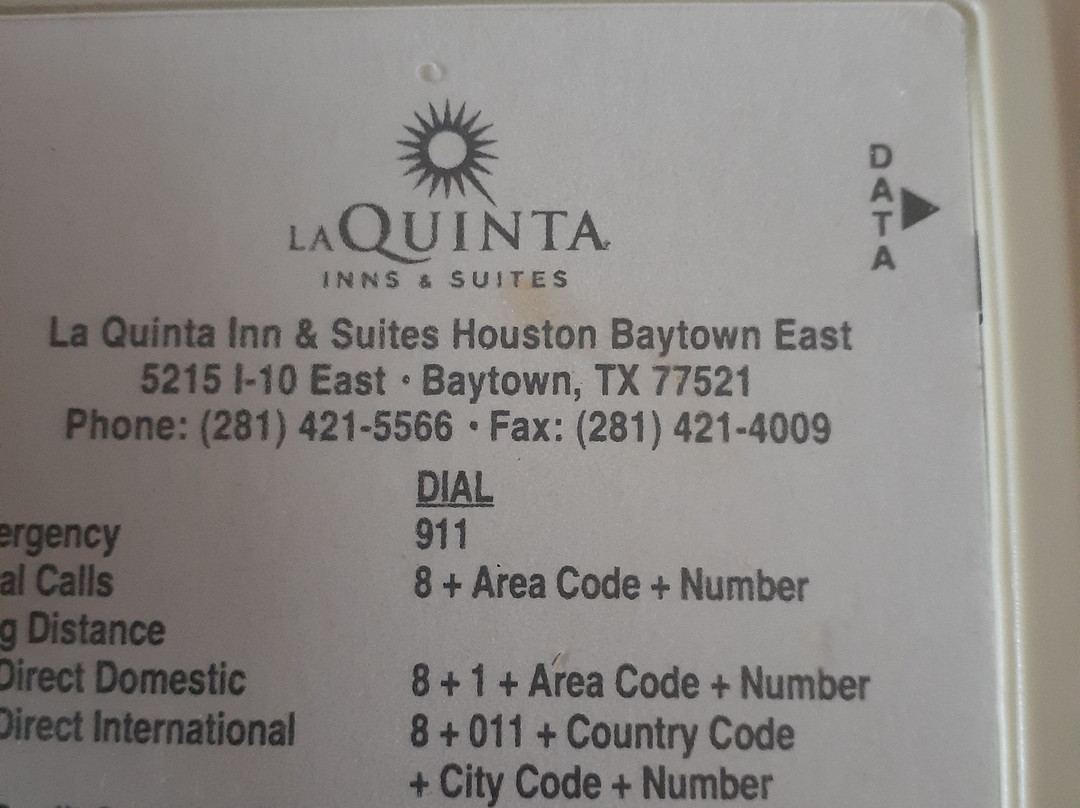 LA QUINTA
INNS & SUITES
DATA
La Quinta Inn & Suites Houston Baytown East
5215 I-10 East · Baytown, TX 77521
Phone: (281) 421-5566 · Fax: (281) 421-4009
DIAL
ergency 911
al Calls 8 + Area Code + Number
g Distance
Direct Domestic 8 + 1 + Area Code + Number
Direct International 8 + 011 + Country Code
+ City Code + Number